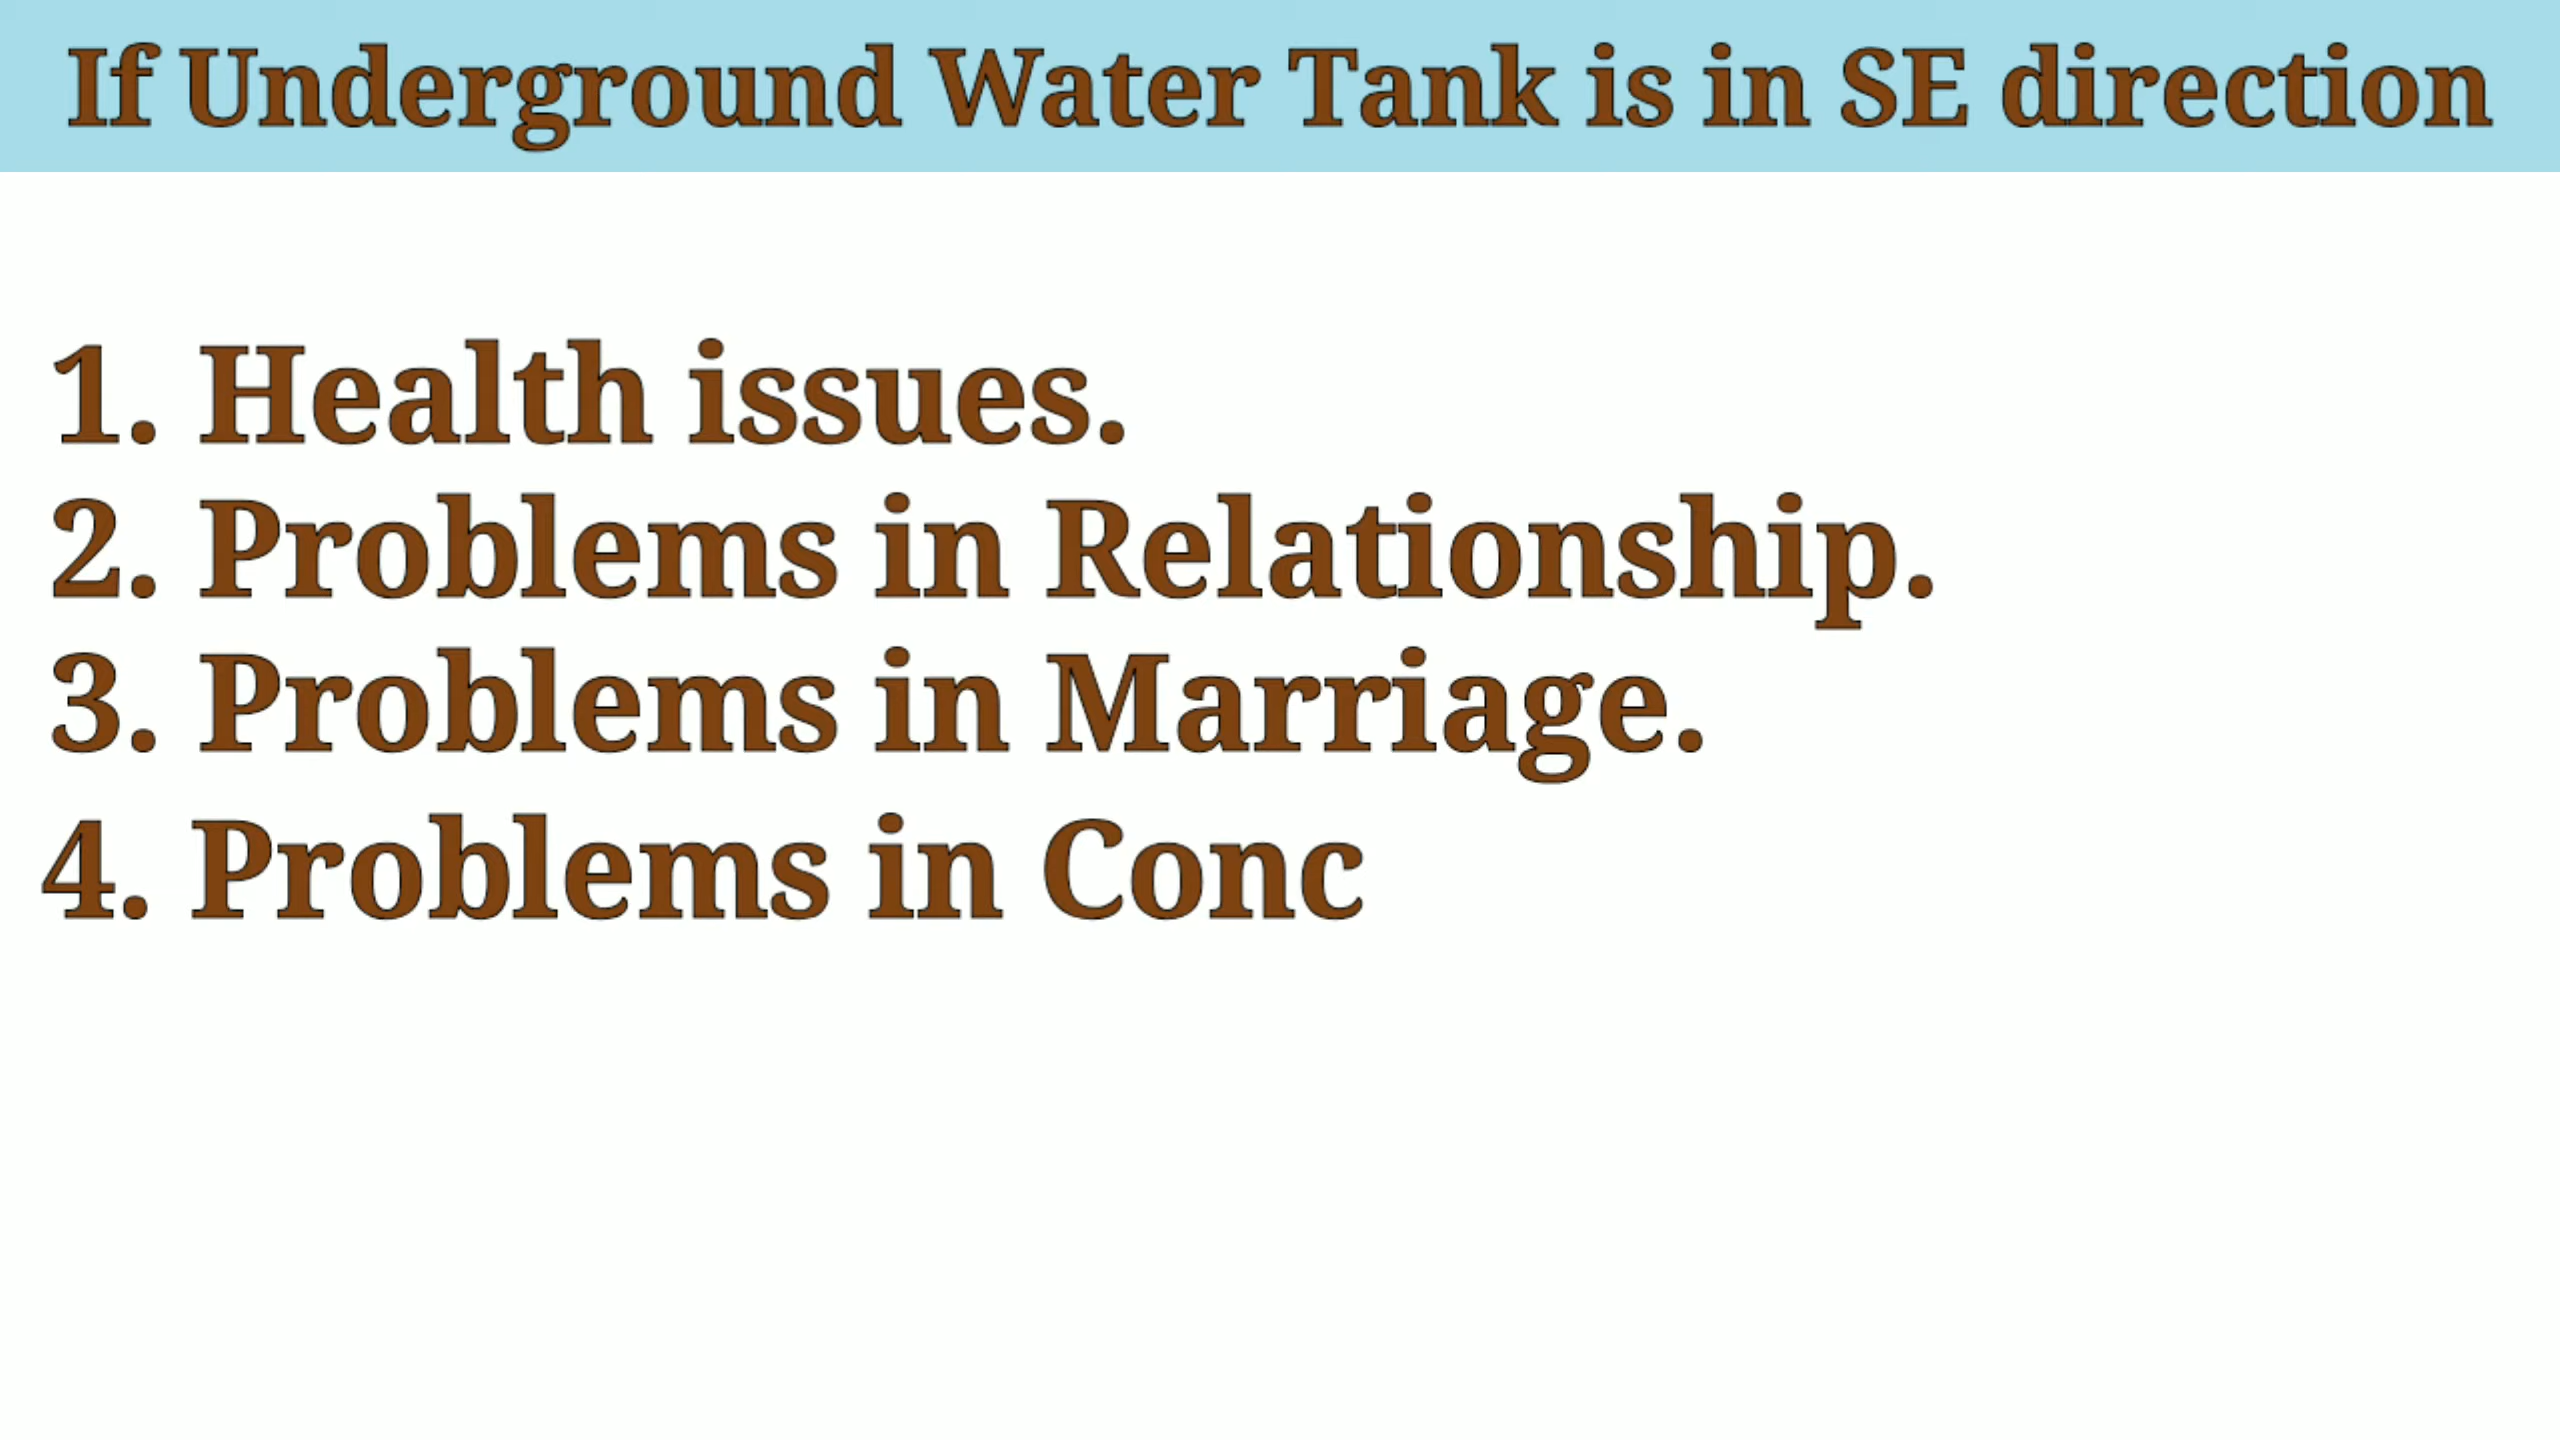 If Underground Water Tank is in SE direction
1. Health issues.
2. Problems in Relationship.
3. Problems in Marriage.
4. Problems in Conc